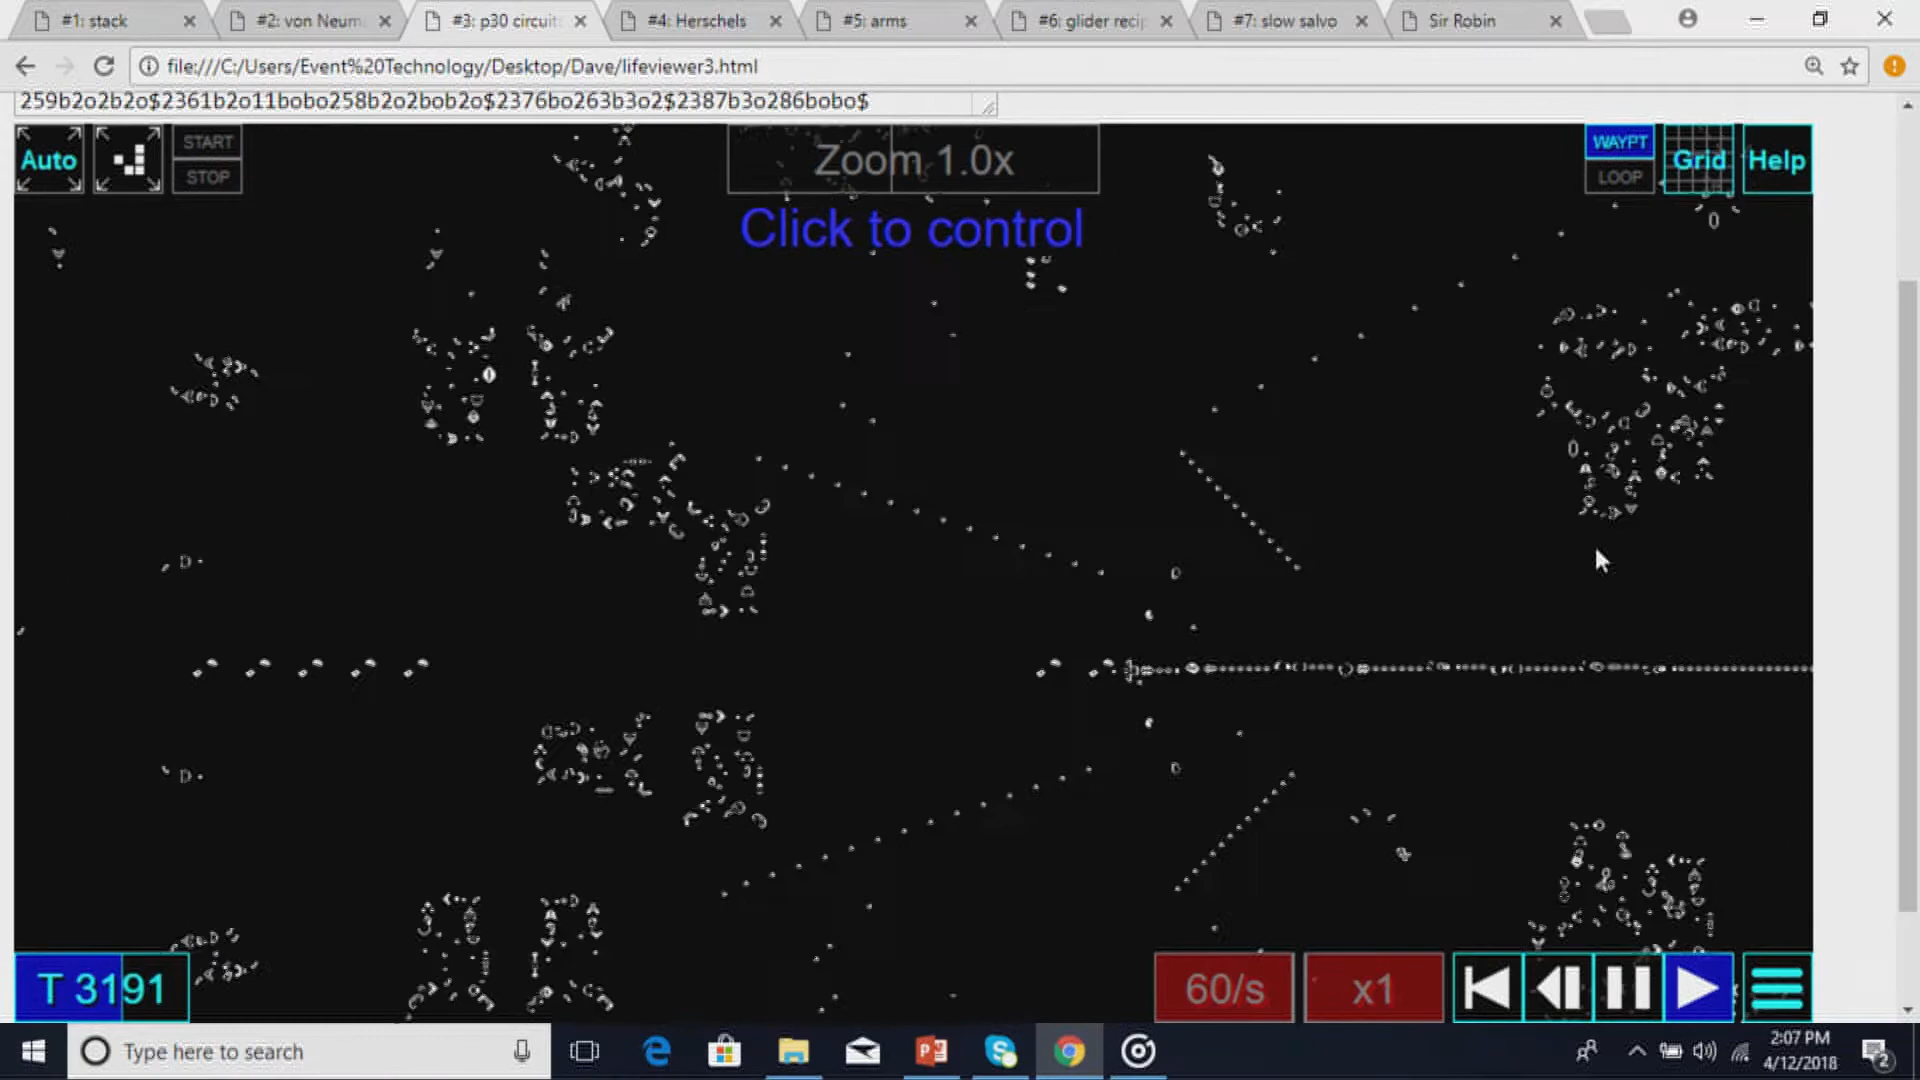 #1: stack
#2: von Neum
#3: p30 circuit
#4: Herschels
#5: arms
#6: glider reci
#7: slow salvo
Sir Robin
file:///C:/Users/Event%20Technology/Desktop/Dave/lifeviewer3.html
259b2o2b2o$2361b2o11bobo258b2o2bob2o$2376bo263b3o2$2387b3o286bobo$
Auto
START
STOP
Zoom 1.0x
WAYPT
LOOP
Grid
Help
Click to control
T 3191
60/s
x1
Type here to search
2:07 PM
4/12/2018
2